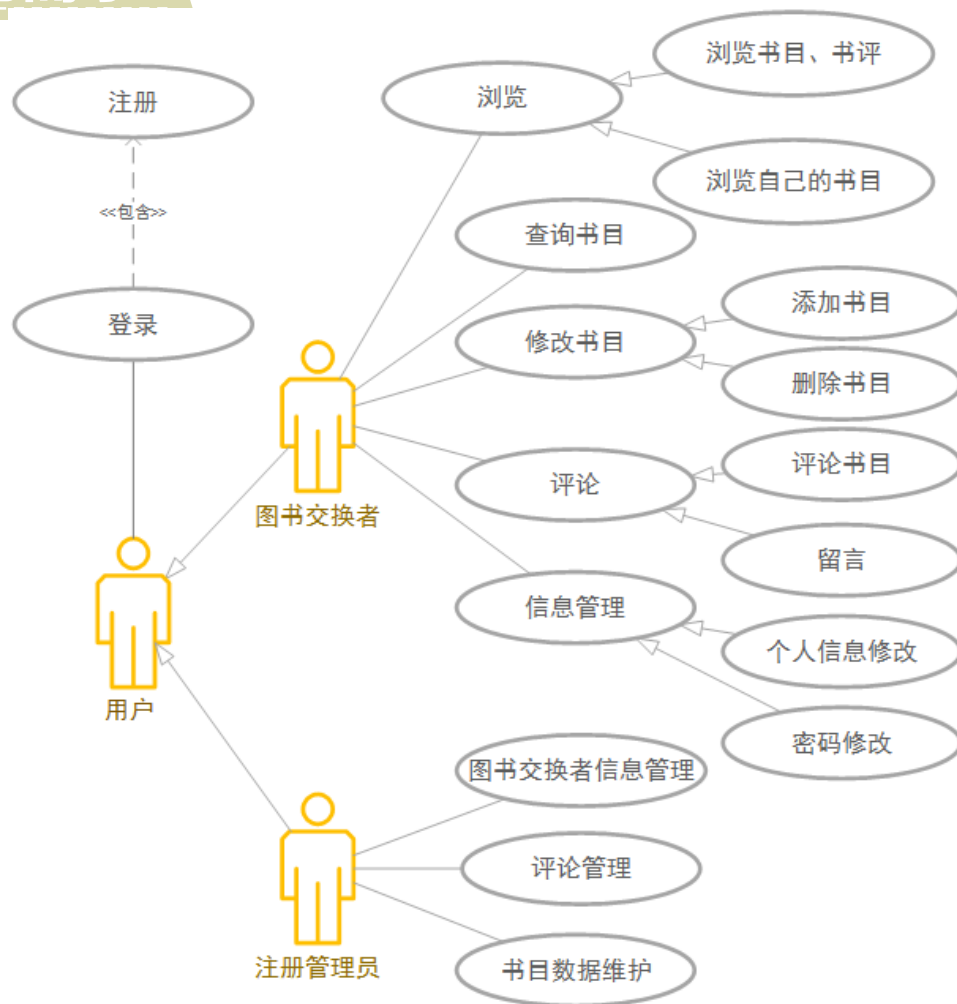 浏览书目、书评
浏览
注册
浏览自己的书目
<<包含>>
查询书目
添加书目
登录
修改书目
删除书目
评论书目
评论
图书交换者
留言
信息管理
个人信息修改
用户
密码修改
图书交换者信息管理
评论管理
注册管理员
书目数据维护